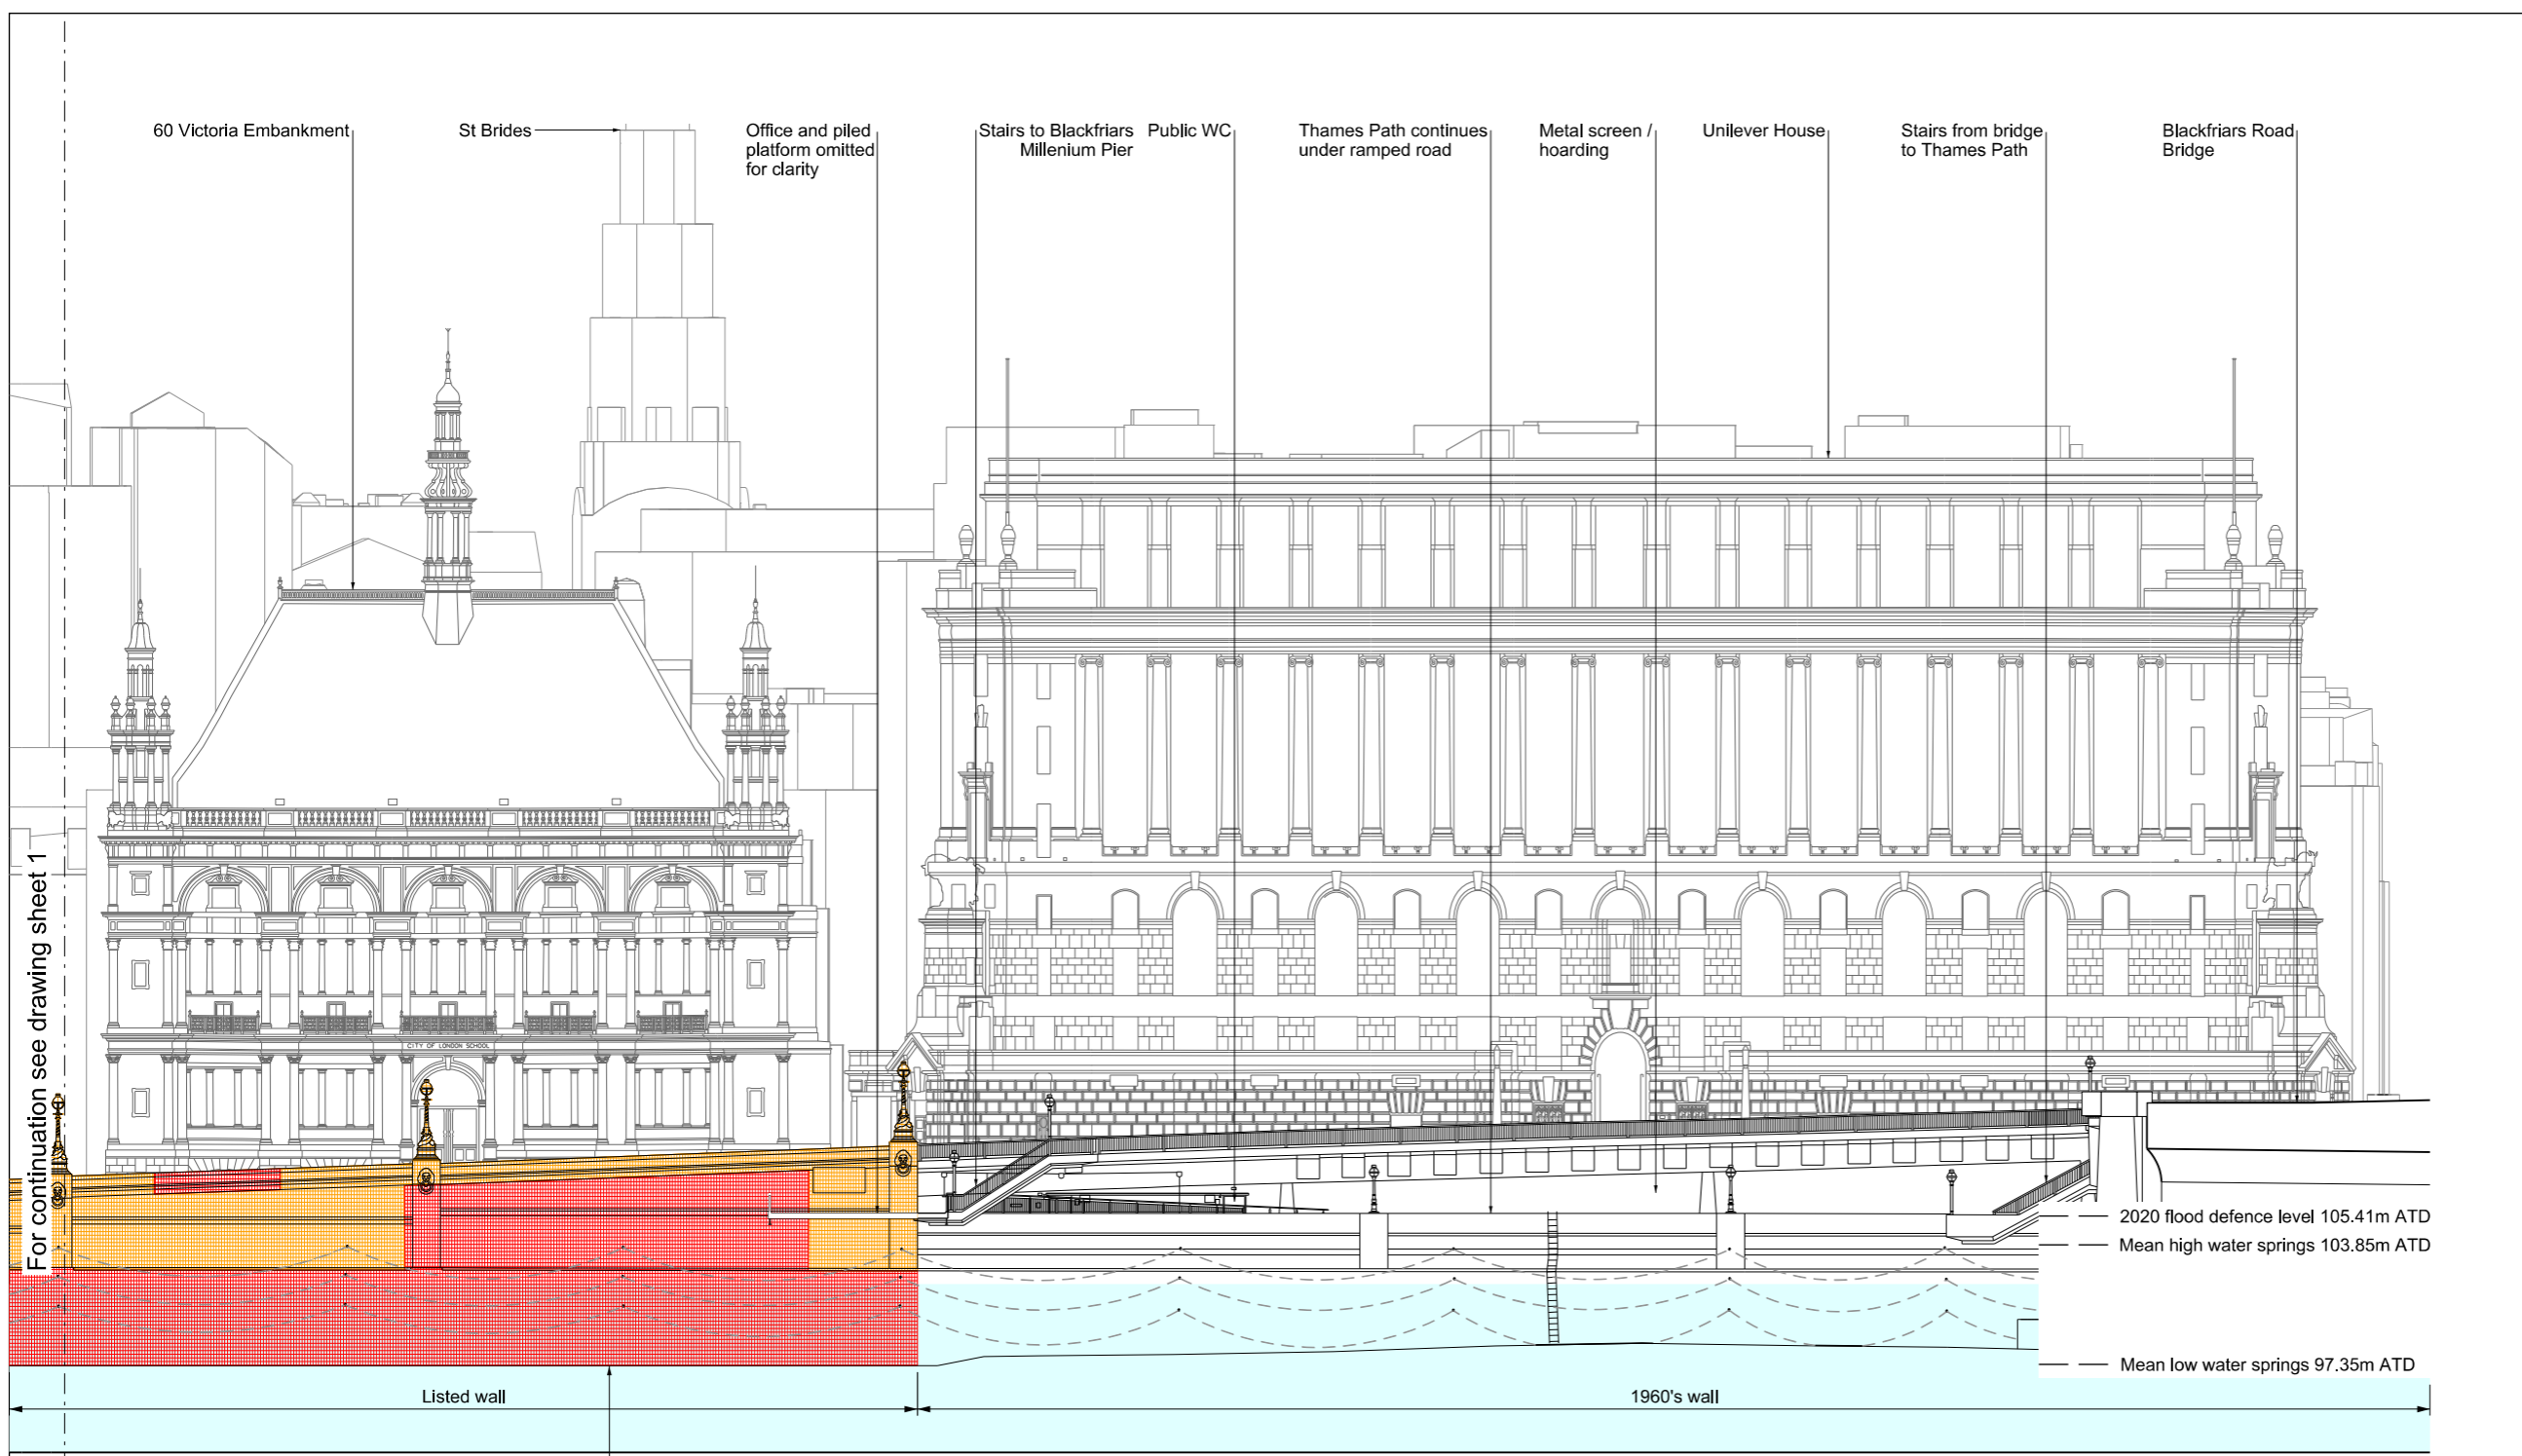 60 Victoria Embankment
St Brides
Office and piled
platform omitted
for clarity
Stairs to Blackfriars
Millenium Pier
Public WC
Thames Path continues
under ramped road
Metal screen /
hoarding
Unilever House
Stairs from bridge
to Thames Path
Blackfriars Road
Bridge
For continuation see drawing sheet 1
CITY OF LONDON SCHOOL
2020 flood defence level 105.41m ATD
Mean high water springs 103.85m ATD
Mean low water springs 97.35m ATD
Listed wall
1960's wall